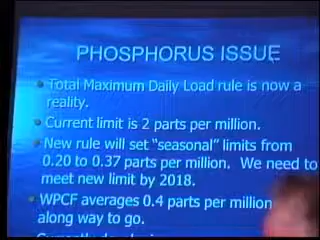 PHOSPHORUS ISSUE
Total Maximum Daily Load rule is now a
reality.
Current limit is 2 parts per million.
New rule will set "seasonal" limits from
0.20 to 0.37 parts per million. We need to
meet new limit by 2018.
WPCF averages 0.4 parts per million
along way to go.
Currently